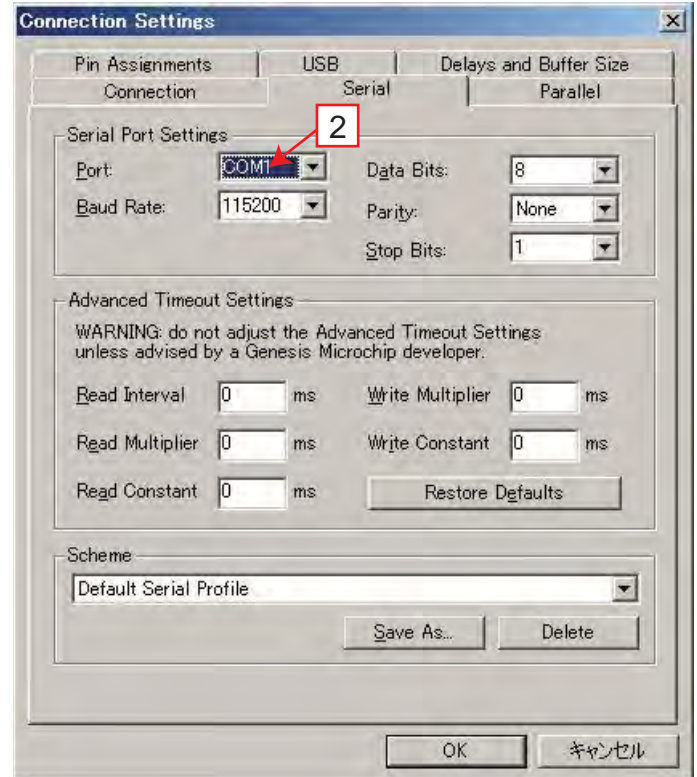 Connection Settings
Pin Assignments USB Delays and Buffer Size
Connection Serial Parallel
Serial Port Settings
2
Port: COM1 Data Bits: 8
Baud Rate: 115200 Parity: None
Stop Bits: 1
Advanced Timeout Settings
WARNING: do not adjust the Advanced Timeout Settings
unless advised by a Genesis Microchip developer.
Read Interval 0 ms Write Multiplier 0 ms
Read Multiplier 0 ms Write Constant 0 ms
Read Constant 0 ms Restore Defaults
Scheme
Default Serial Profile
Save As... Delete
OK キャンセル